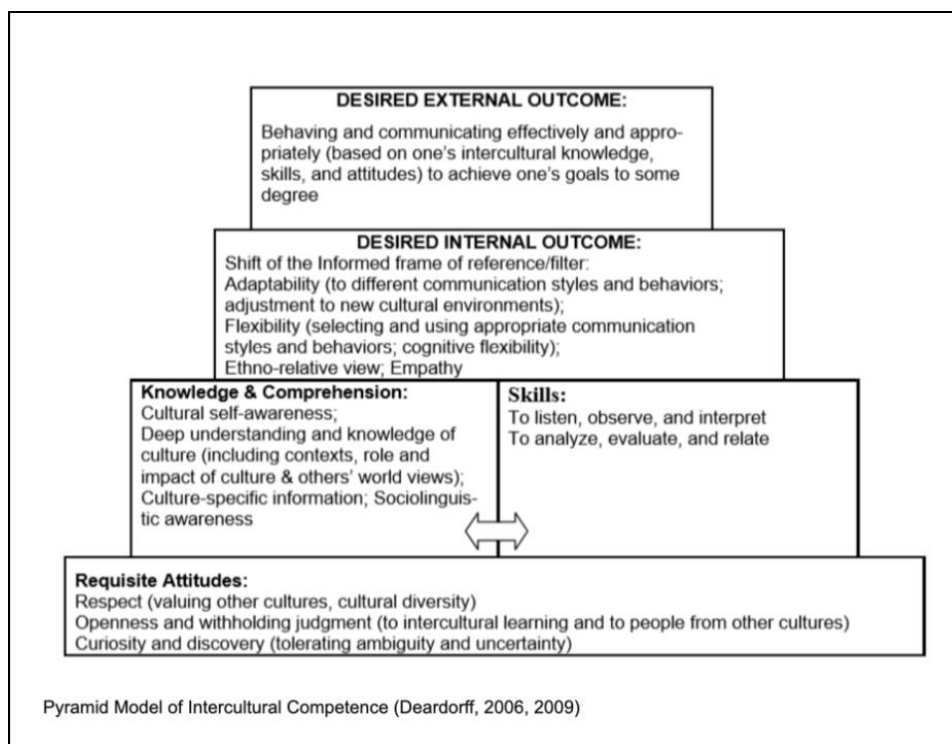 DESIRED EXTERNAL OUTCOME:
Behaving and communicating effectively and appro-
priately (based on one's intercultural knowledge,
skills, and attitudes) to achieve one's goals to some
degree
DESIRED INTERNAL OUTCOME:
Shift of the Informed frame of reference/filter:
Adaptability (to different communication styles and behaviors;
adjustment to new cultural environments);
Flexibility (selecting and using appropriate communication
styles and behaviors; cognitive flexibility);
Ethno-relative view; Empathy
Knowledge & Comprehension:
Cultural self-awareness;
Deep understanding and knowledge of
culture (including contexts, role and
impact of culture & others' world views);
Culture-specific information; Sociolinguis-
tic awareness
Skills:
To listen, observe, and interpret
To analyze, evaluate, and relate
Requisite Attitudes:
Respect (valuing other cultures, cultural diversity)
Openness and withholding judgment (to intercultural learning and to people from other cultures)
Curiosity and discovery (tolerating ambiguity and uncertainty)
Pyramid Model of Intercultural Competence (Deardorff, 2006, 2009)